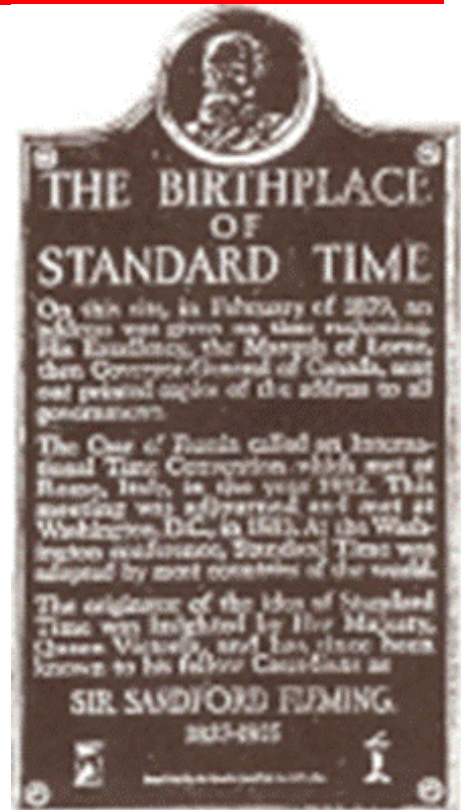 THE BIRTHPLACE
OF
STANDARD TIME
On this site, in February of 1879, an
address was given on time reckoning.
His Excellency, the Marquis of Lorne,
then Governor-General of Canada, sent
out printed copies of the address to all
governments
The Czar of Russia called an Interna-
tional Time Convention which met at
Rome, Italy, in the year This
meeting was adjourned and met at
Washington, D.C., in At the Wash-
ington conference, Standard Time was
adopted by most countries of the world.
The originator of the idea of Standard
Time was knighted by Her Majesty,
Queen Victoria, and has since been
known to his fellow Canadians as
SIR SANDFORD FLEMING.